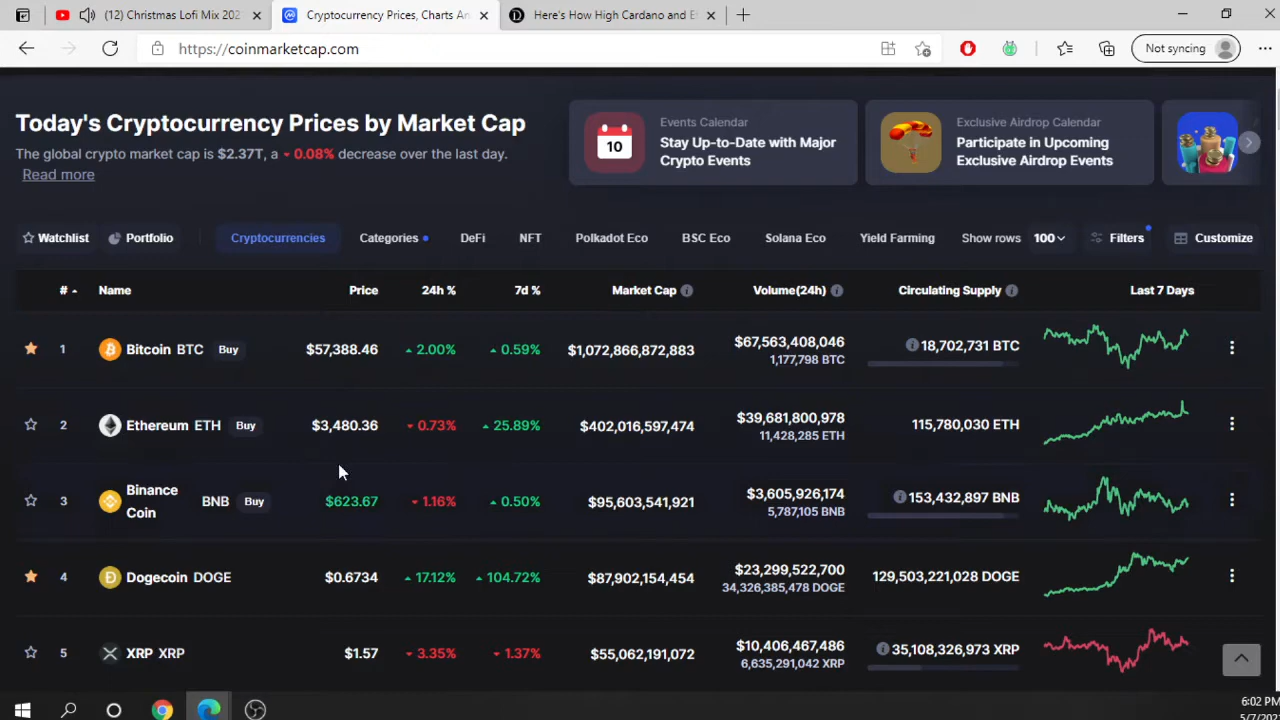 (12) Christmas Lofi Mix 202
Cryptocurrency Prices, Charts An
Here's How High Cardano and E
https://coinmarketcap.com
Not syncing
Today's Cryptocurrency Prices by Market Cap
The global crypto market cap is $2.37T, a 0.08% decrease over the last day.
Read more
10
Events Calendar
Stay Up-to-Date with Major
Crypto Events
Exclusive Airdrop Calendar
Participate in Upcoming
Exclusive Airdrop Events
Watchlist Portfolio Cryptocurrencies Categories DeFi NFT Polkadot Eco BSC Eco Solana Eco Yield Farming Show rows 100 Filters Customize
# Name Price 24h % 7d % Market Cap Volume(24h) Circulating Supply Last 7 Days
1 Bitcoin BTC Buy $57,388.46 2.00% 0.59% $1,072,866,872,883 $67,563,408,046 18,702,731 BTC
1,177,798 BTC
2 Ethereum ETH Buy $3,480.36 0.73% 25.89% $402,016,597,474 $39,681,800,978 115,780,030 ETH
11,428,285 ETH
3 Binance Coin BNB Buy $623.67 1.16% 0.50% $95,603,541,921 $3,605,926,174 153,432,897 BNB
5,787,105 BNB
4 Dogecoin DOGE $0.6734 17.12% 104.72% $87,902,154,454 $23,299,522,700 129,503,221,028 DOGE
34,326,385,478 DOGE
5 XRP XRP $1.57 3.35% 1.37% $55,062,191,072 $10,406,467,486 35,108,326,973 XRP
6,635,291,042 XRP
6:02 PM